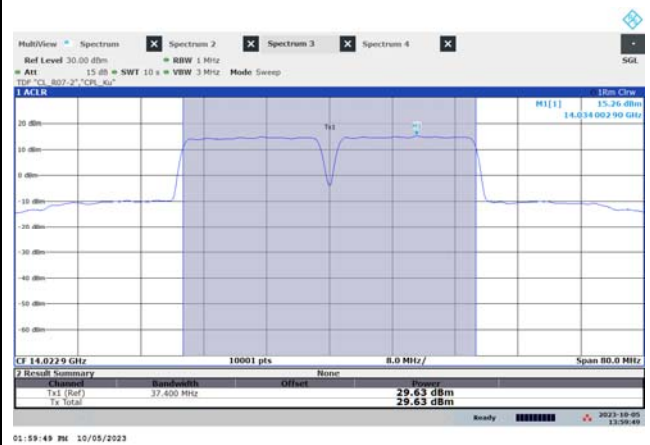 MultiView Spectrum X Spectrum 2 X Spectrum 3 X Spectrum 4 X
Ref Level 30.00 dBm RBW 1 MHz SGL
Att 15 dB SWT 10 s VBW 3 MHz Mode Sweep
TDF "CL_R07-2","CPL_Ku"
1 ACLR 1Rm Clrw
M1[1] 15.26 dBm
14.034 002 90 GHz
Tx1
M1
20 dBm
10 dBm
0 dBm
-10 dBm
-20 dBm
-30 dBm
-40 dBm
-50 dBm
-60 dBm
CF 14.0229 GHz 10001 pts 8.0 MHz/ Span 80.0 MHz
2 Result Summary None
Channel Bandwidth Offset Power
Tx1 (Ref) 37.400 MHz 29.63 dBm
Tx Total 29.63 dBm
Ready 2023-10-05
13:59:49
01:59:49 PM 10/05/2023